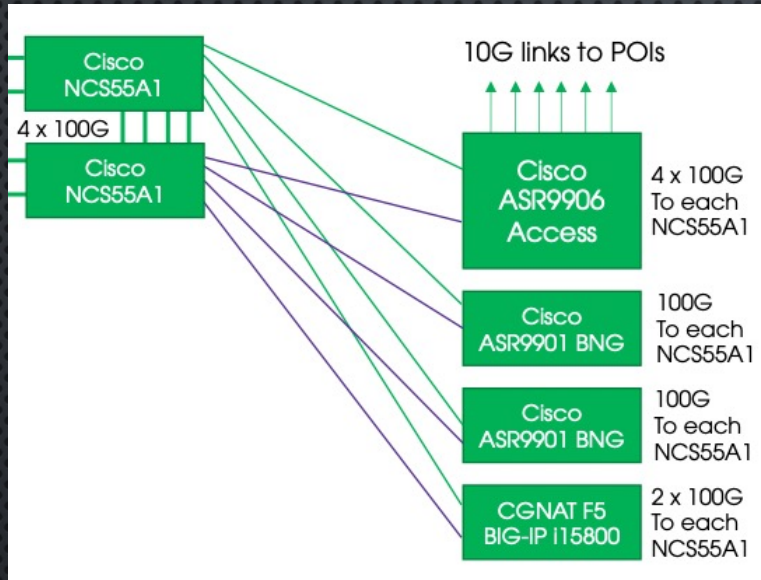 Cisco
NCS55A1
4 x 100G
Cisco
NCS55A1
10G links to POIs
Cisco
ASR9906
Access
4 x 100G
To each
NCS55A1
Cisco
ASR9901 BNG
100G
To each
NCS55A1
Cisco
ASR9901 BNG
100G
To each
NCS55A1
CGNAT F5
BIG-IP i15800
2 x 100G
To each
NCS55A1